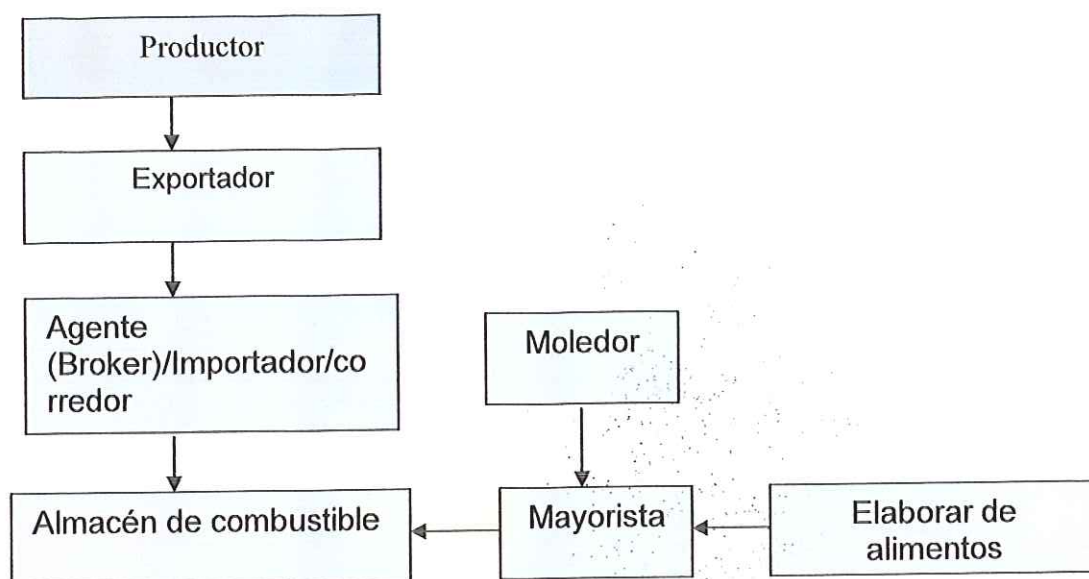 Productor
Exportador
Agente
(Broker)/Importador/co
rredor
Moledor
Almacén de combustible
Mayorista
Elaborar de
alimentos